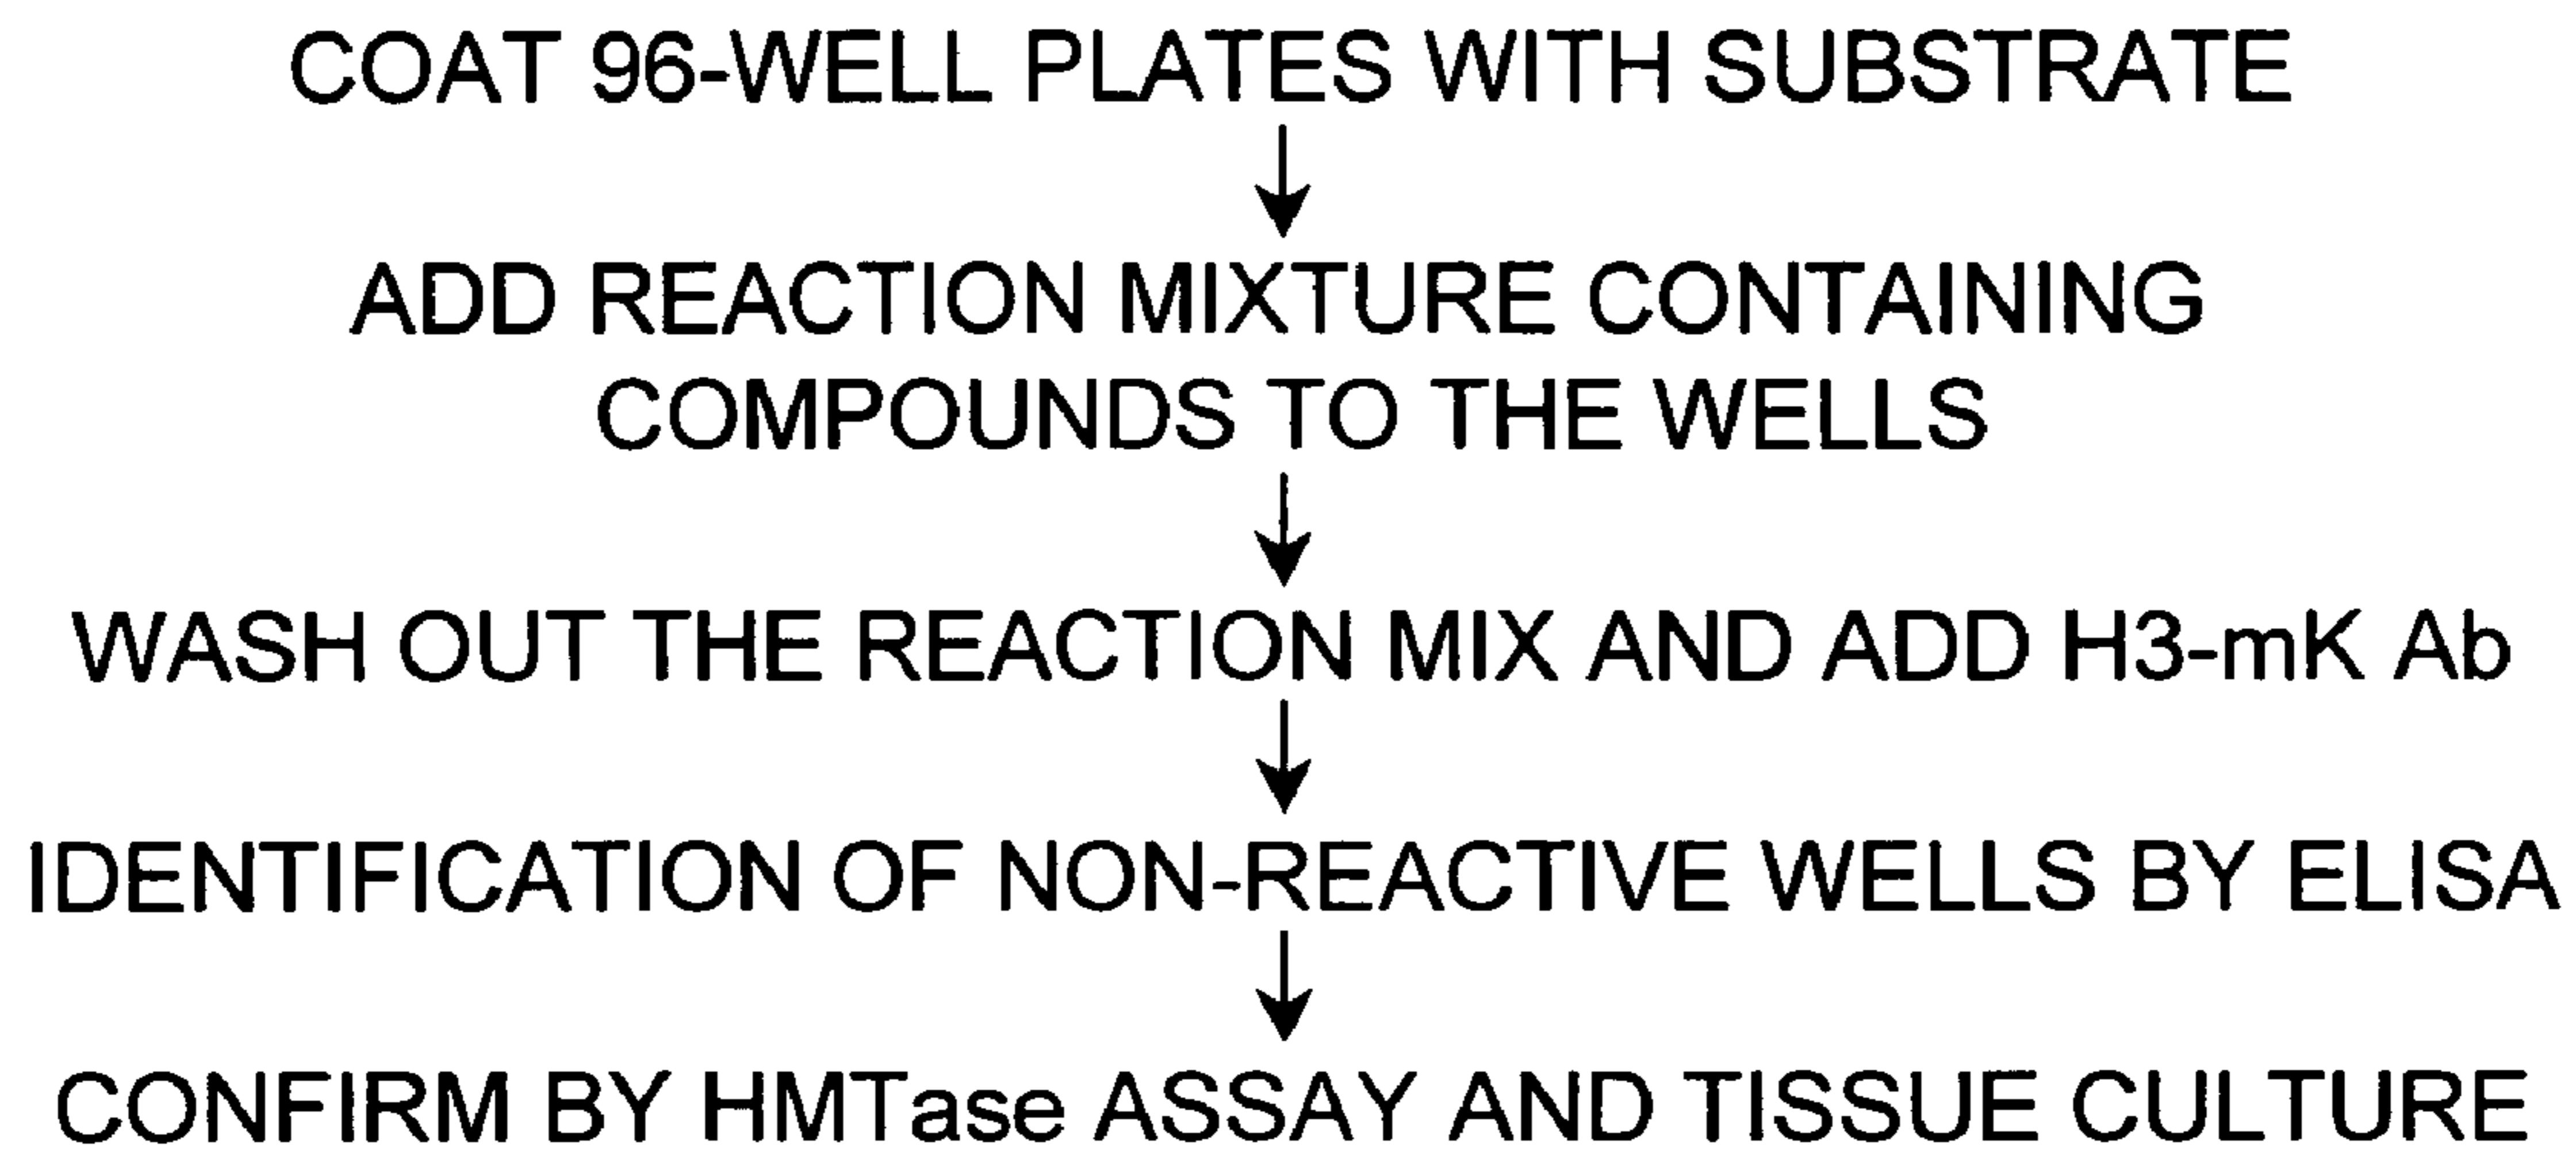 COAT 96-WELL PLATES WITH SUBSTRATE
ADD REACTION MIXTURE CONTAINING
COMPOUNDS TO THE WELLS
WASH OUT THE REACTION MIX AND ADD H3-mK Ab
IDENTIFICATION OF NON-REACTIVE WELLS BY ELISA
CONFIRM BY HMTase ASSAY AND TISSUE CULTURE